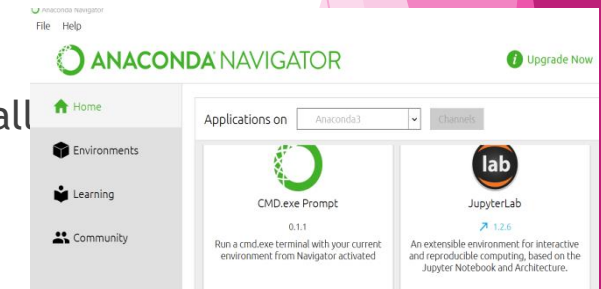 Anaconda Navigator
File Help
ANACONDA NAVIGATOR
Upgrade Now
all
Home
Applications on Anaconda3 Channels
Environments
Learning
Community
CMD.exe Prompt
0.1.1
Run a cmd.exe terminal with your current
environment from Navigator activated
lab
JupyterLab
1.2.6
An extensible environment for interactive
and reproducible computing, based on the
Jupyter Notebook and Architecture.